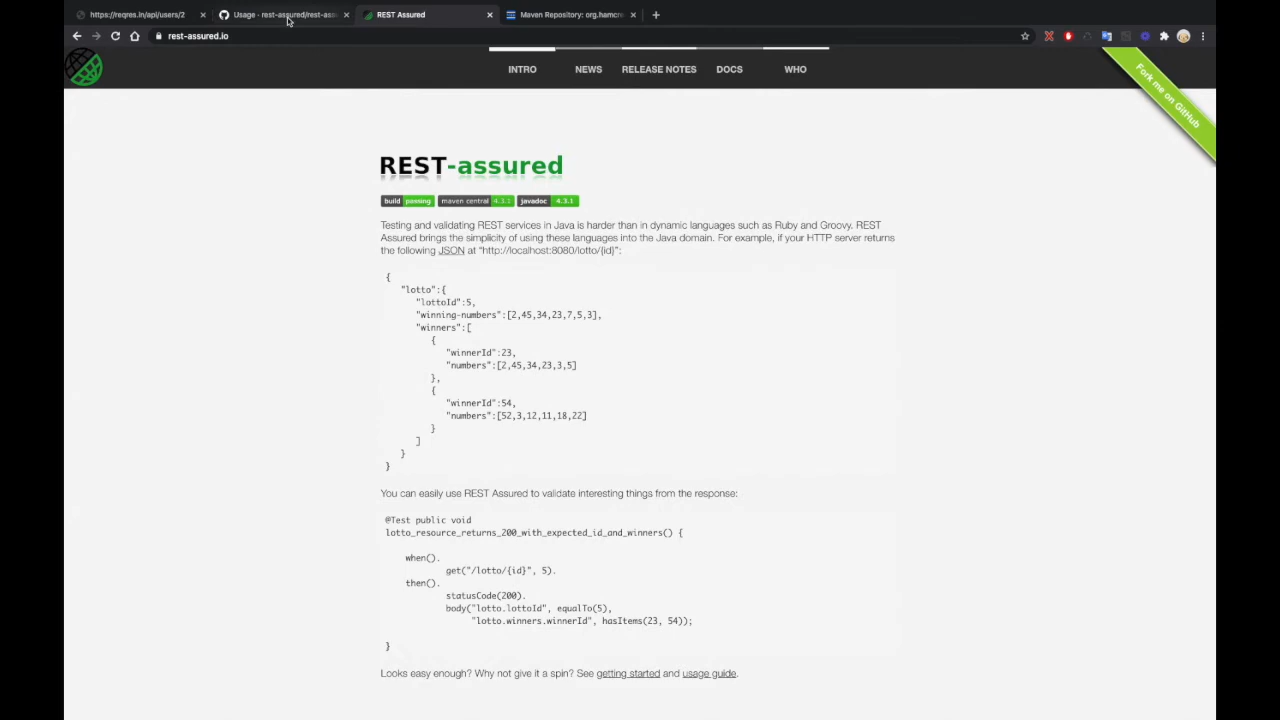 https://reqres.in/api/users/2
Usage · rest-assured/rest-assu
REST Assured
Maven Repository: org.hamcre
rest-assured.io
INTRO
NEWS
RELEASE NOTES
DOCS
WHO
Fork me on GitHub
REST-assured
build passing
maven central 4.3.1
javadoc 4.3.1
Testing and validating REST services in Java is harder than in dynamic languages such as Ruby and Groovy. REST
Assured brings the simplicity of using these languages into the Java domain. For example, if your HTTP server returns
the following JSON at “http://localhost:8080/lotto/{id}”:
{
"lotto":{
"lottoId":5,
"winning-numbers":[2,45,34,23,7,5,3],
"winners":[
{
"winnerId":23,
"numbers":[2,45,34,23,3,5]
},
{
"winnerId":54,
"numbers":[52,3,12,11,18,22]
}
]
}
}
You can easily use REST Assured to validate interesting things from the response:
@Test public void
lotto_resource_returns_200_with_expected_id_and_winners() {
when().
get("/lotto/{id}", 5).
then().
statusCode(200).
body("lotto.lottoId", equalTo(5),
"lotto.winners.winnerId", hasItems(23, 54));
}
Looks easy enough? Why not give it a spin? See getting started and usage guide.